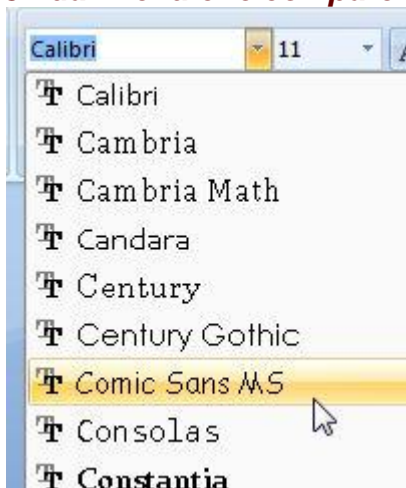 Calibri 11
Calibri
Cambria
Cambria Math
Candara
Century
Century Gothic
Comic Sans MS
Consolas
Constantia